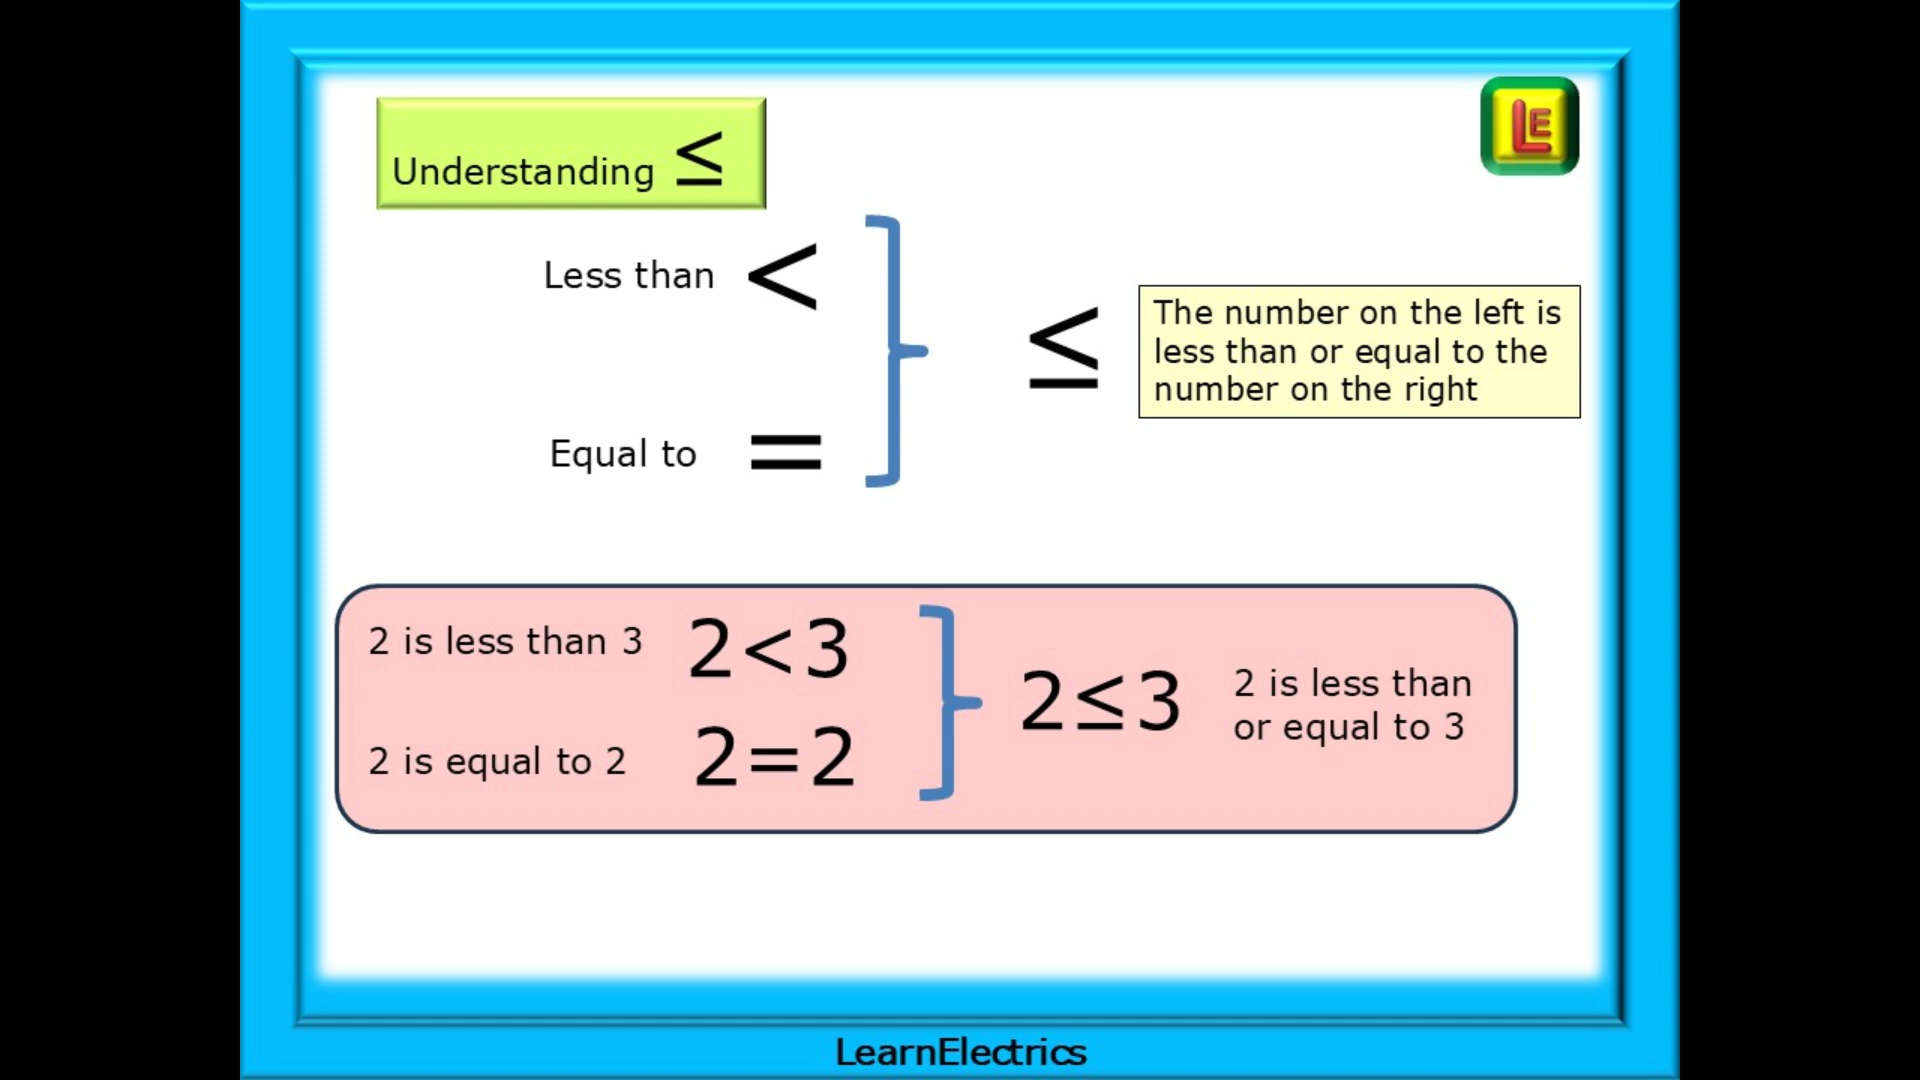 Understanding ≤
LE
Less than <
≤
The number on the left is
less than or equal to the
number on the right
Equal to =
2 is less than 3 2<3
2 is equal to 2 2=2
2≤3
2 is less than
or equal to 3
LearnElectrics